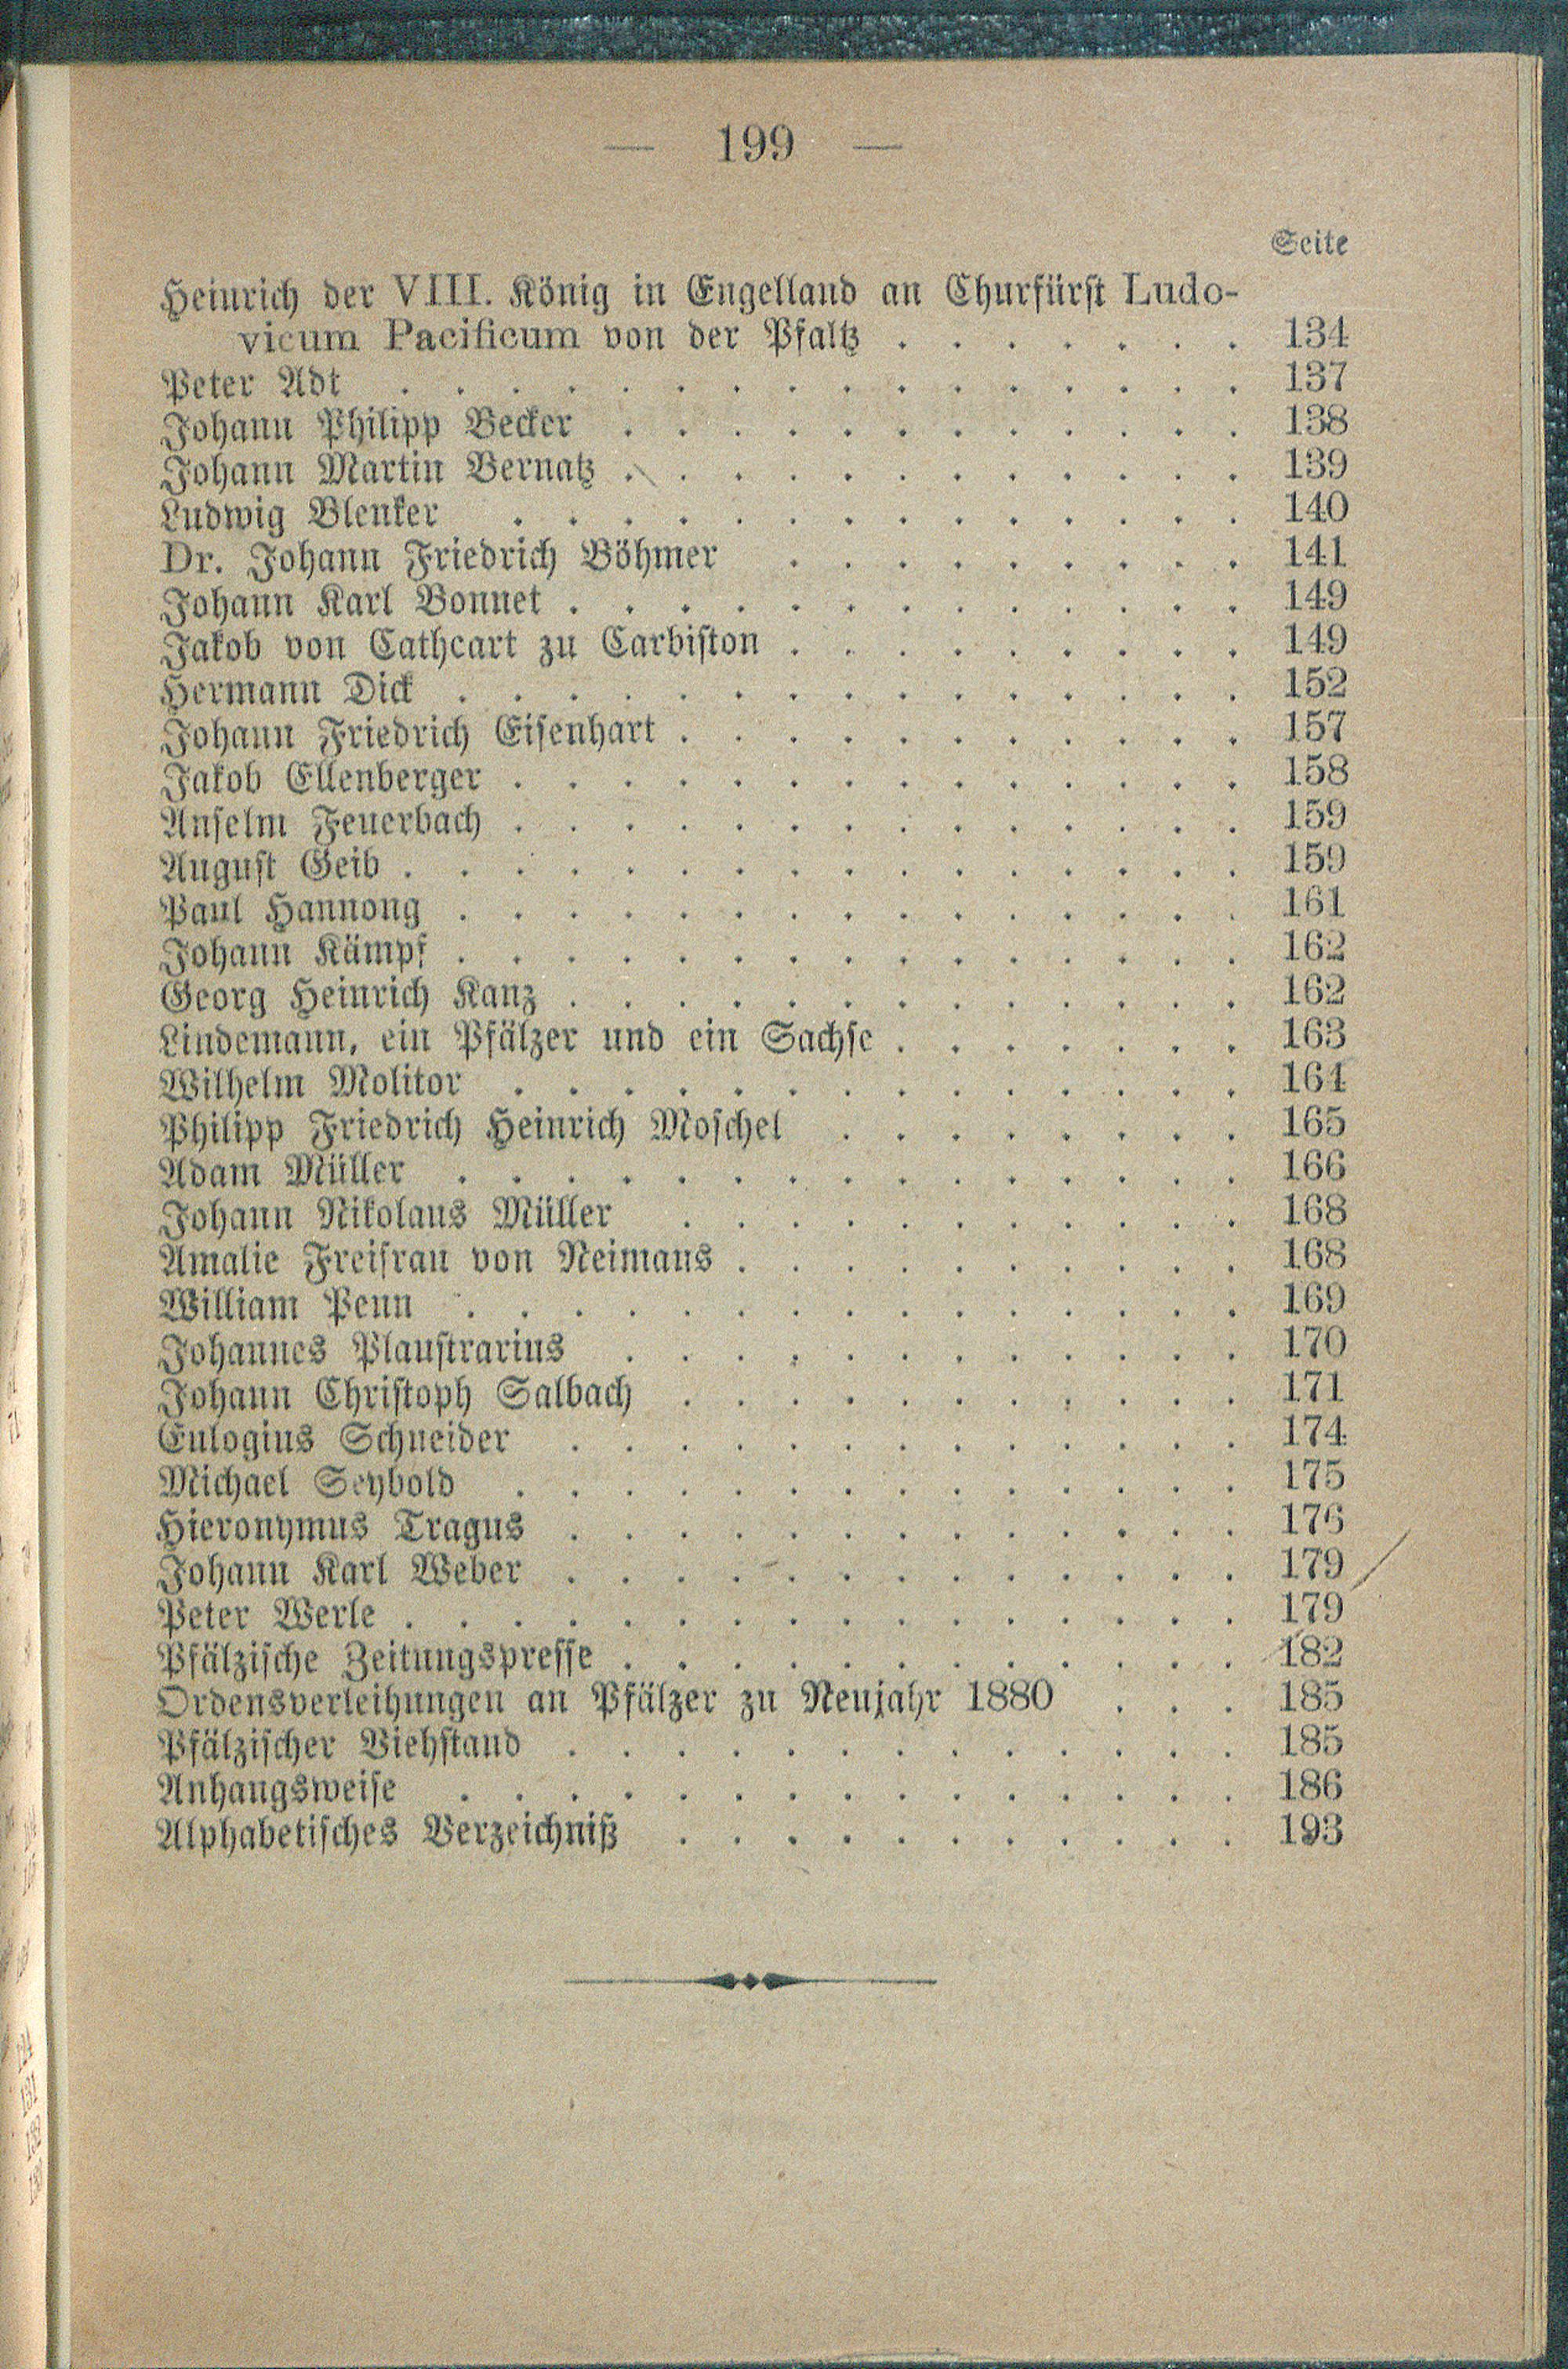 — 199 —
Seite
Heinrich der VIII. König in Engelland an Churfürst Ludo-
vicum Pacificum von der Pfaltz . . . . . . . 134
Peter Adt . . . . . . . . . . . . . . . . 137
Johann Philipp Becker . . . . . . . . . . . . 138
Johann Martin Bernatz . . . . . . . . . . . . 139
Ludwig Blenker . . . . . . . . . . . . . . 140
Dr. Johann Friedrich Böhmer . . . . . . . . . 141
Johann Karl Bonnet . . . . . . . . . . . . . 149
Jakob von Cathcart zu Carbiston . . . . . . . . . 149
Hermann Dick . . . . . . . . . . . . . . . 152
Johann Friedrich Eisenhart . . . . . . . . . . . 157
Jakob Ellenberger . . . . . . . . . . . . . . 158
Anselm Feuerbach . . . . . . . . . . . . . . 159
August Geib . . . . . . . . . . . . . . . . 159
Paul Hannong . . . . . . . . . . . . . . . 161
Johann Kämpf . . . . . . . . . . . . . . . 162
Georg Heinrich Kanz . . . . . . . . . . . . . 162
Lindemann, ein Pfälzer und ein Sachse . . . . . . . 163
Wilhelm Molitor . . . . . . . . . . . . . . 164
Philipp Friedrich Heinrich Moschel . . . . . . . . 165
Adam Müller . . . . . . . . . . . . . . . 166
Johann Nikolaus Müller . . . . . . . . . . . 168
Amalie Freifrau von Reimans . . . . . . . . . . 168
William Penn . . . . . . . . . . . . . . . 169
Johannes Plaustrarius . . . . . . . . . . . . 170
Johann Christoph Salbach . . . . . . . . . . . 171
Eulogius Schneider . . . . . . . . . . . . . 174
Michael Seybold . . . . . . . . . . . . . . 175
Hieronymus Tragus . . . . . . . . . . . . . 176
Johann Karl Weber . . . . . . . . . . . . . 179
Peter Werle . . . . . . . . . . . . . . . . 179
Pfälzische Zeitungspresse . . . . . . . . . . . . 182
Ordensverleihungen an Pfälzer zu Neujahr 1880 . . . 185
Pfälzischer Viehstand . . . . . . . . . . . . . 185
Anhangsweise . . . . . . . . . . . . . . . 186
Alphabetisches Verzeichniß . . . . . . . . . . . 193